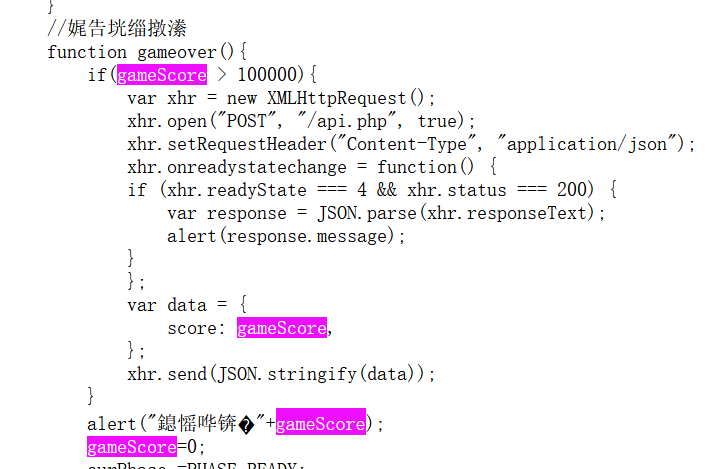 }
//娓告垙缁撴潫
function gameover(){
if(gameScore > 100000){
var xhr = new XMLHttpRequest();
xhr.open("POST", "/api.php", true);
xhr.setRequestHeader("Content-Type", "application/json");
xhr.onreadystatechange = function() {
if (xhr.readyState === 4 && xhr.status === 200) {
var response = JSON.parse(xhr.responseText);
alert(response.message);
}
};
var data = {
score: gameScore,
};
xhr.send(JSON.stringify(data));
}
alert("鎴愮哗锛�"+gameScore);
gameScore=0;
curPhase =PHASE_READY;